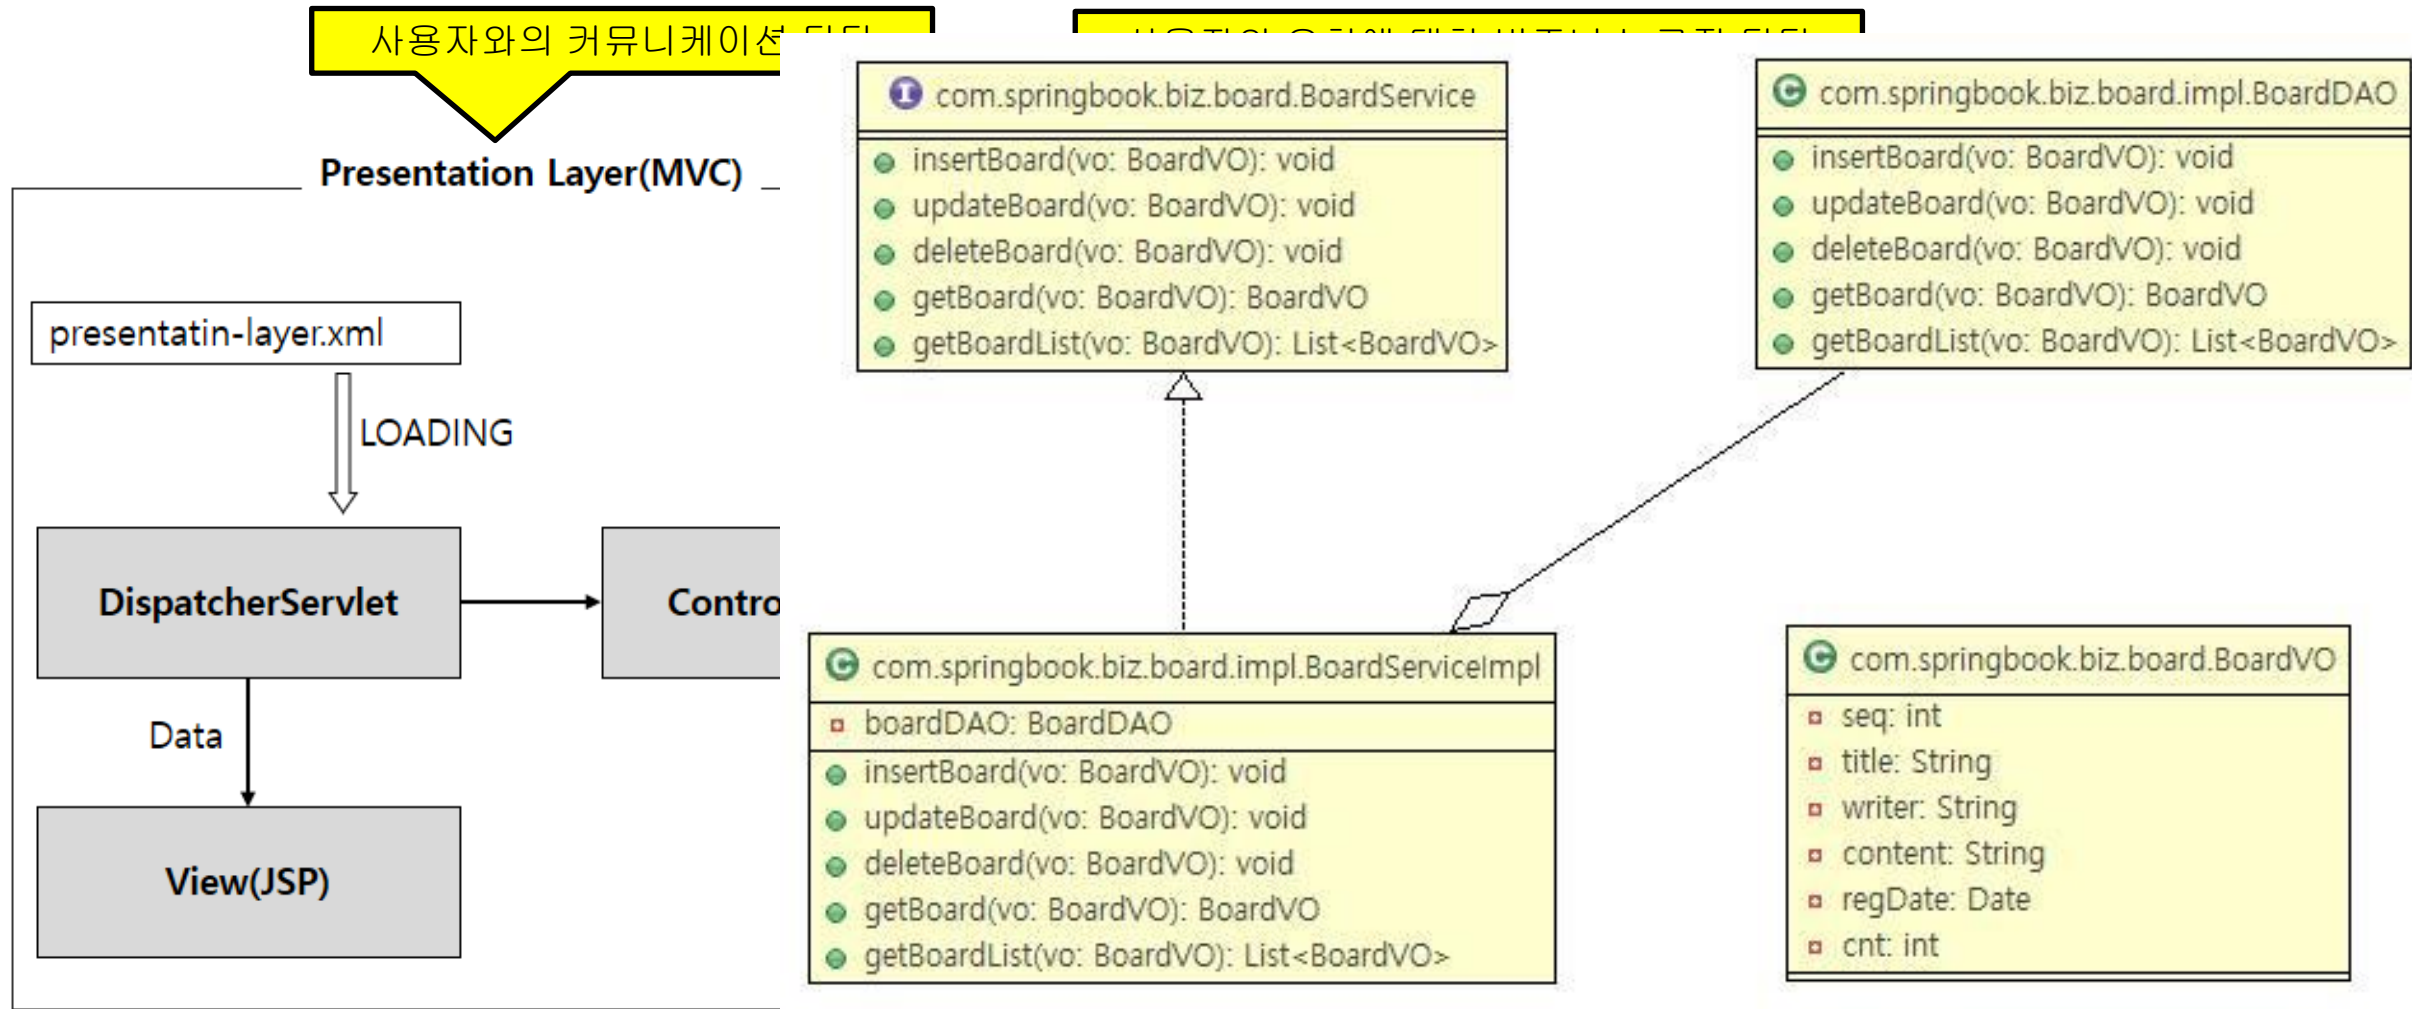 사용자와의 커뮤니케이션
Presentation Layer(MVC)
presentatin-layer.xml
LOADING
DispatcherServlet
Contro
Data
View(JSP)
com.springbook.biz.board.BoardService
insertBoard(vo: BoardVO): void
updateBoard(vo: BoardVO): void
deleteBoard(vo: BoardVO): void
getBoard(vo: BoardVO): BoardVO
getBoardList(vo: BoardVO): List<BoardVO>
com.springbook.biz.board.impl.BoardDAO
insertBoard(vo: BoardVO): void
updateBoard(vo: BoardVO): void
deleteBoard(vo: BoardVO): void
getBoard(vo: BoardVO): BoardVO
getBoardList(vo: BoardVO): List<BoardVO>
com.springbook.biz.board.impl.BoardServiceImpl
boardDAO: BoardDAO
insertBoard(vo: BoardVO): void
updateBoard(vo: BoardVO): void
deleteBoard(vo: BoardVO): void
getBoard(vo: BoardVO): BoardVO
getBoardList(vo: BoardVO): List<BoardVO>
com.springbook.biz.board.BoardVO
seq: int
title: String
writer: String
content: String
regDate: Date
cnt: int